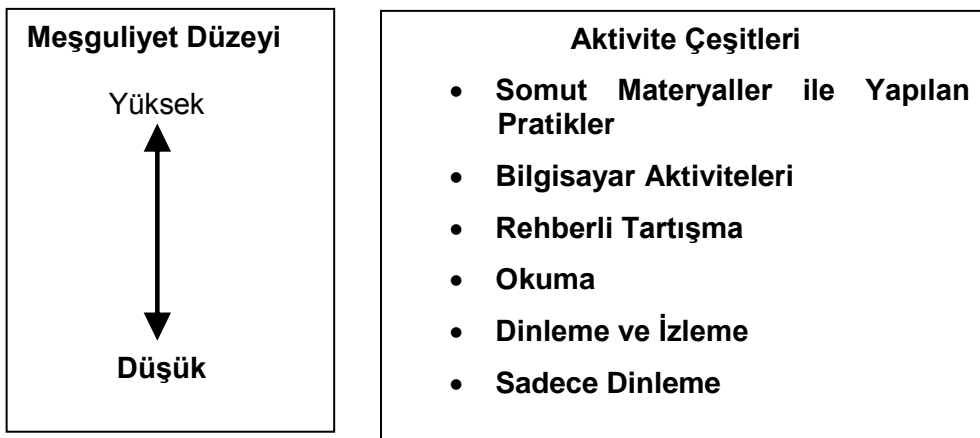 Meşguliyet Düzeyi
Yüksek
Düşük
Aktivite Çeşitleri
• Somut Materyaller ile Yapılan
Pratikler
• Bilgisayar Aktiviteleri
• Rehberli Tartışma
• Okuma
• Dinleme ve İzleme
• Sadece Dinleme